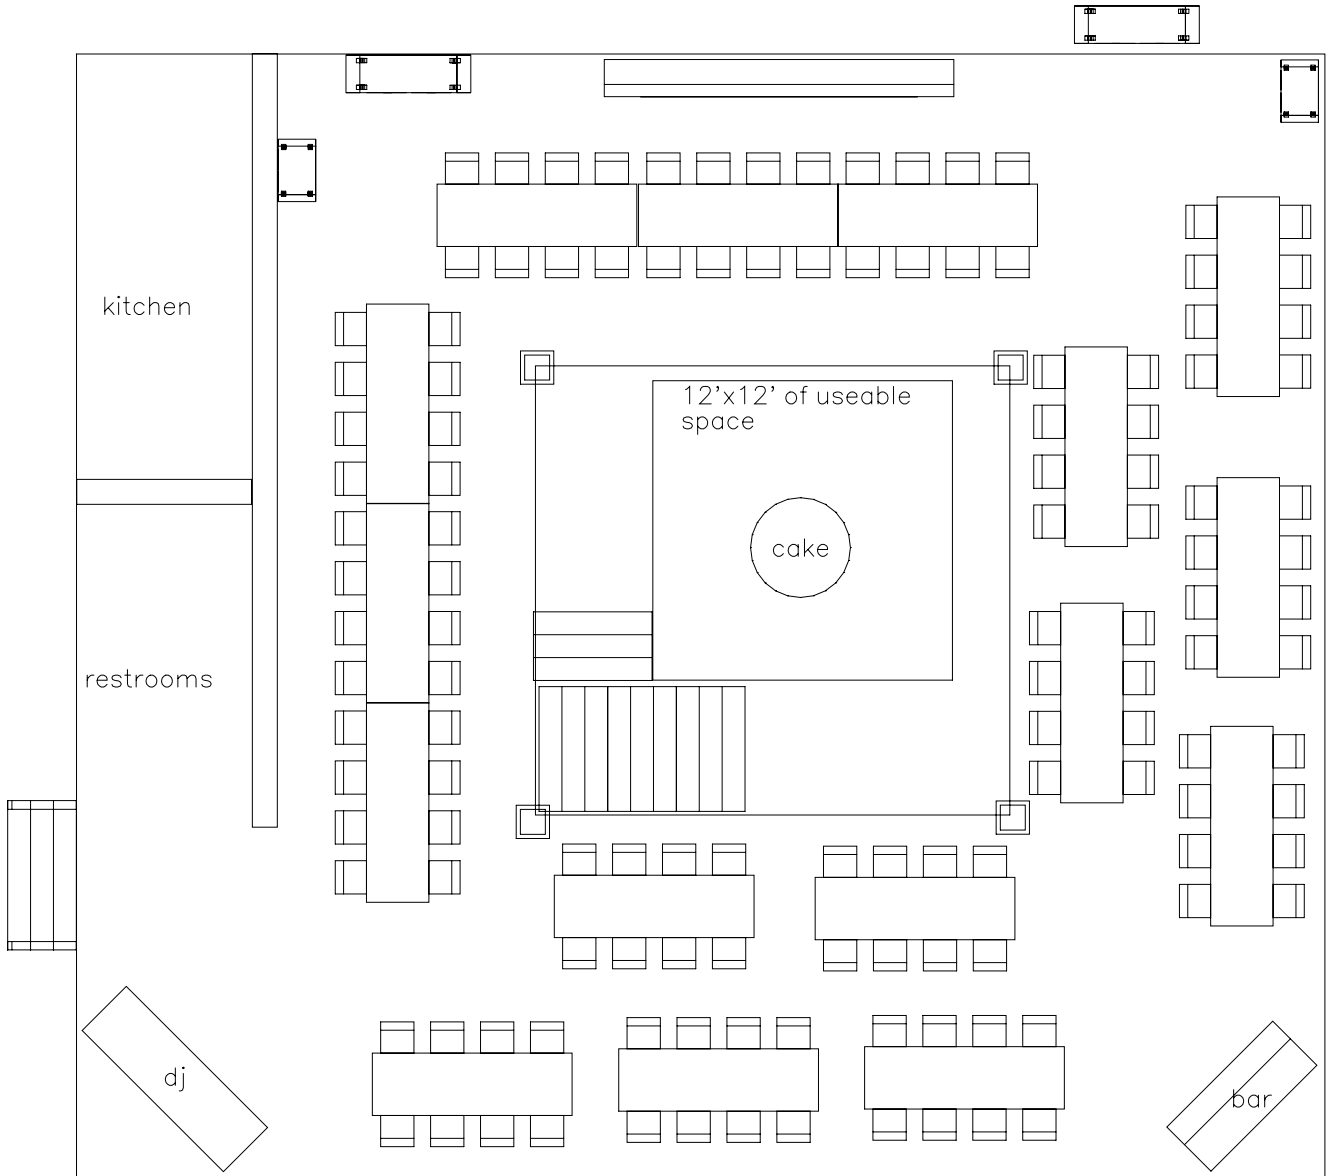 kitchen
12'x12' of useable
space
cake
restrooms
dj
bar